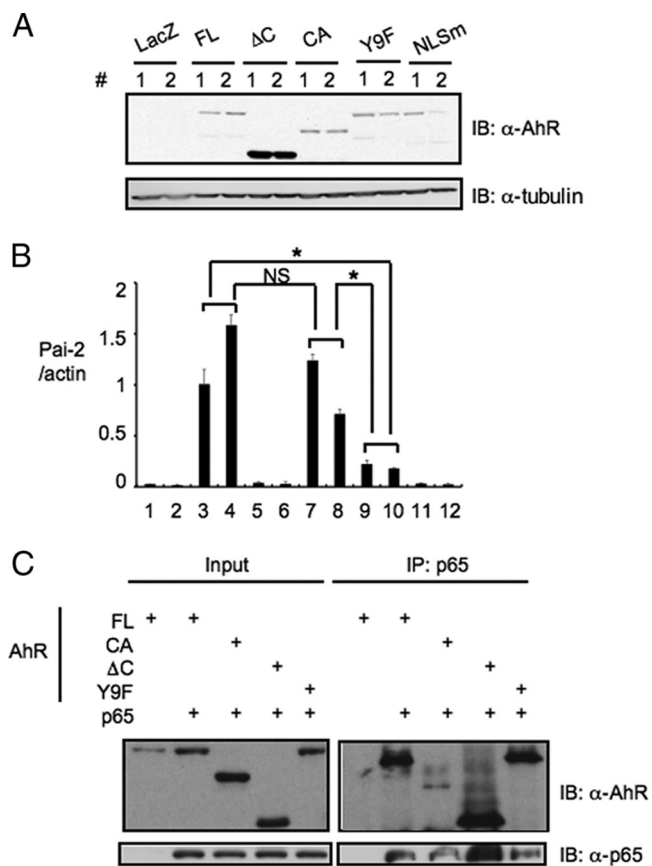 A
LacZ FL ΔC CA Y9F NLSm
# 1 2 1 2 1 2 1 2 1 2 1 2
IB: α-AhR
IB: α-tubulin
B
* NS *
2
1.5
1
0.5
0
Pai-2
/actin
1 2 3 4 5 6 7 8 9 10 11 12
C
Input IP: p65
AhR
FL + + + +
CA + +
ΔC + +
Y9F + +
p65 + + + + + + + +
IB: α-AhR
IB: α-p65